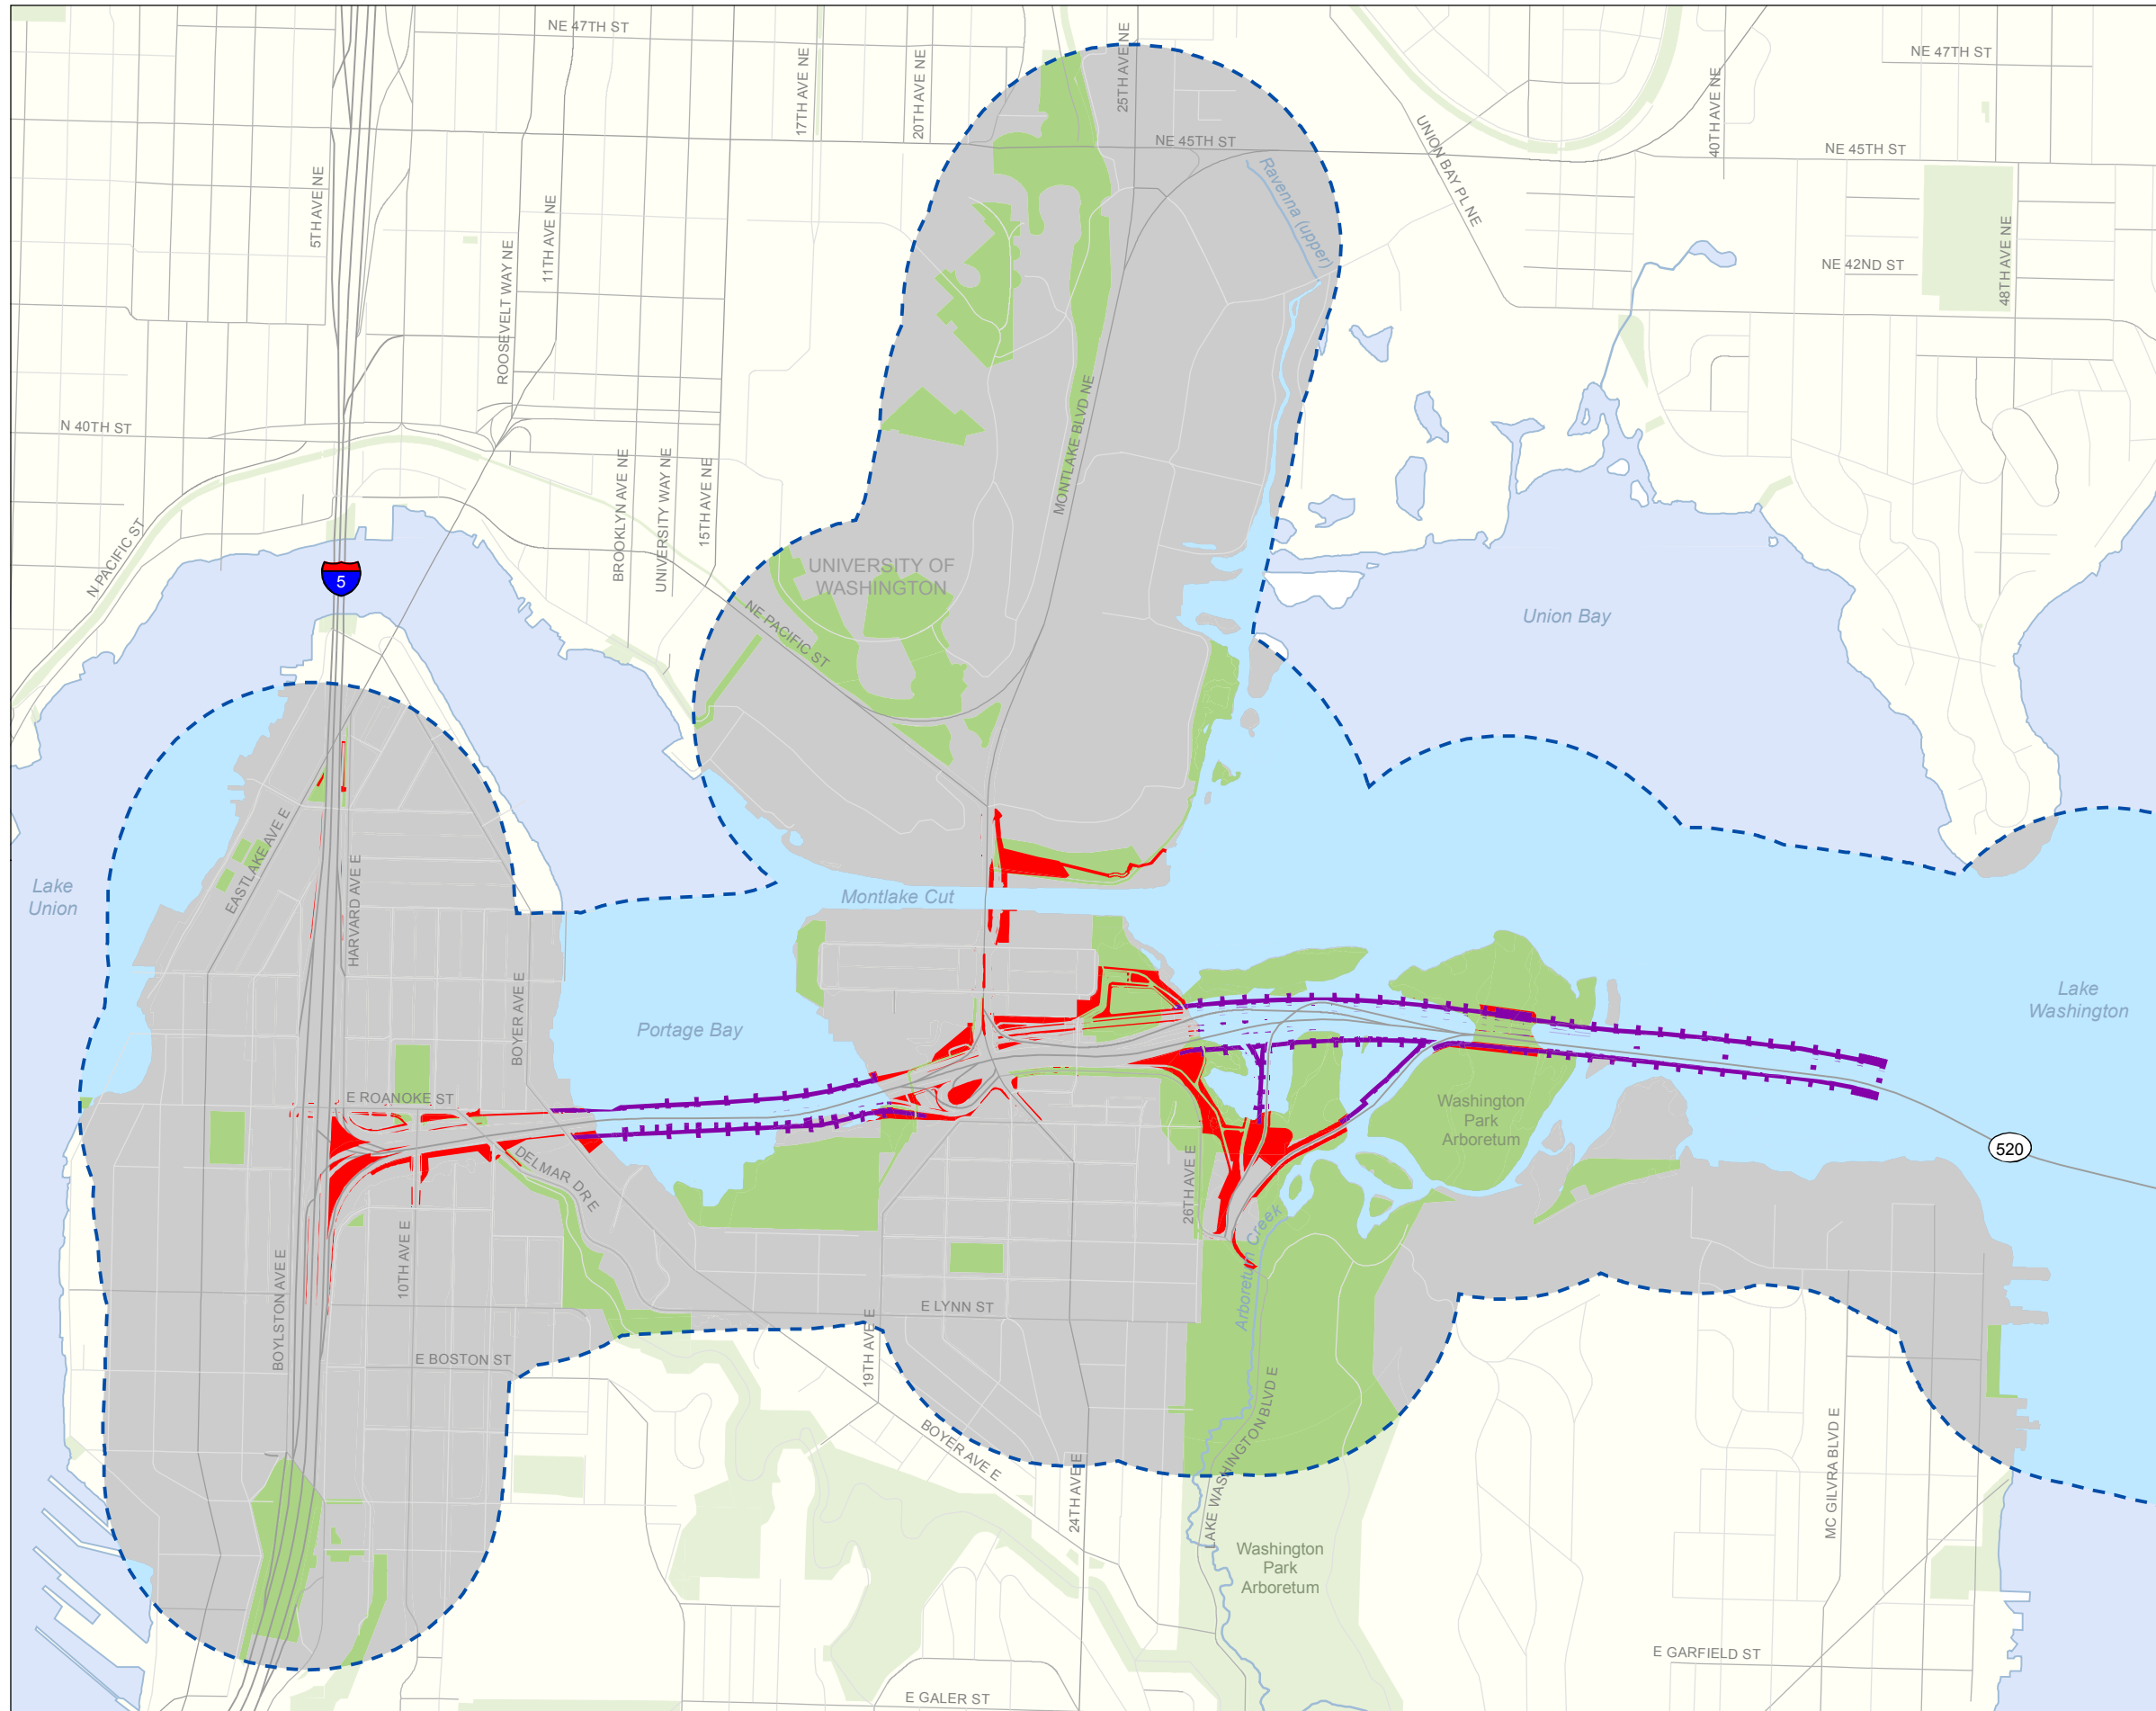 NE 47TH ST
NE 47TH ST
17TH AVE NE
20TH AVE NE
25TH AVE NE
40TH AVE NE
NE 45TH ST
NE 45TH ST
UNION BAY PL NE
5TH AVE NE
11TH AVE NE
ROOSEVELT WAY NE
Ravenna (upper)
48TH AVE NE
NE 42ND ST
N 40TH ST
MONTLAKE BLVD NE
BROOKLYN AVE NE
UNIVERSITY WAY NE
15TH AVE NE
N PACIFIC ST
5
UNIVERSITY OF
WASHINGTON
NE PACIFIC ST
Union Bay
EASTLAKE AVE E
HARVARD AVE E
Lake
Union
Montlake Cut
BOYER AVE E
Portage Bay
Lake
Washington
E ROANOKE ST
Washington
Park
Arboretum
520
DELMAR DR E
26TH AVE E
Arboretum Creek
10TH AVE E
BOYLSTON AVE E
E LYNN ST
19TH AVE E
E BOSTON ST
LAKE WASHINGTON BLVD E
BOYER AVE E
24TH AVE E
MC GILVRA BLVD E
Washington
Park
Arboretum
E GARFIELD ST
E GALER ST